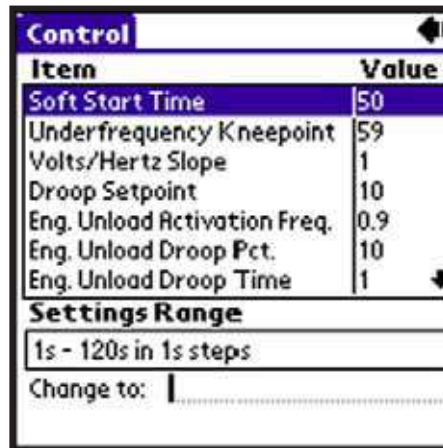 Control
Item Value
Soft Start Time 50
Underfrequency Kneepoint 59
Volts/Hertz Slope 1
Droop Setpoint 10
Eng. Unload Activation Freq. 0.9
Eng. Unload Droop Pct. 10
Eng. Unload Droop Time 1
Settings Range
1s - 120s in 1s steps
Change to: